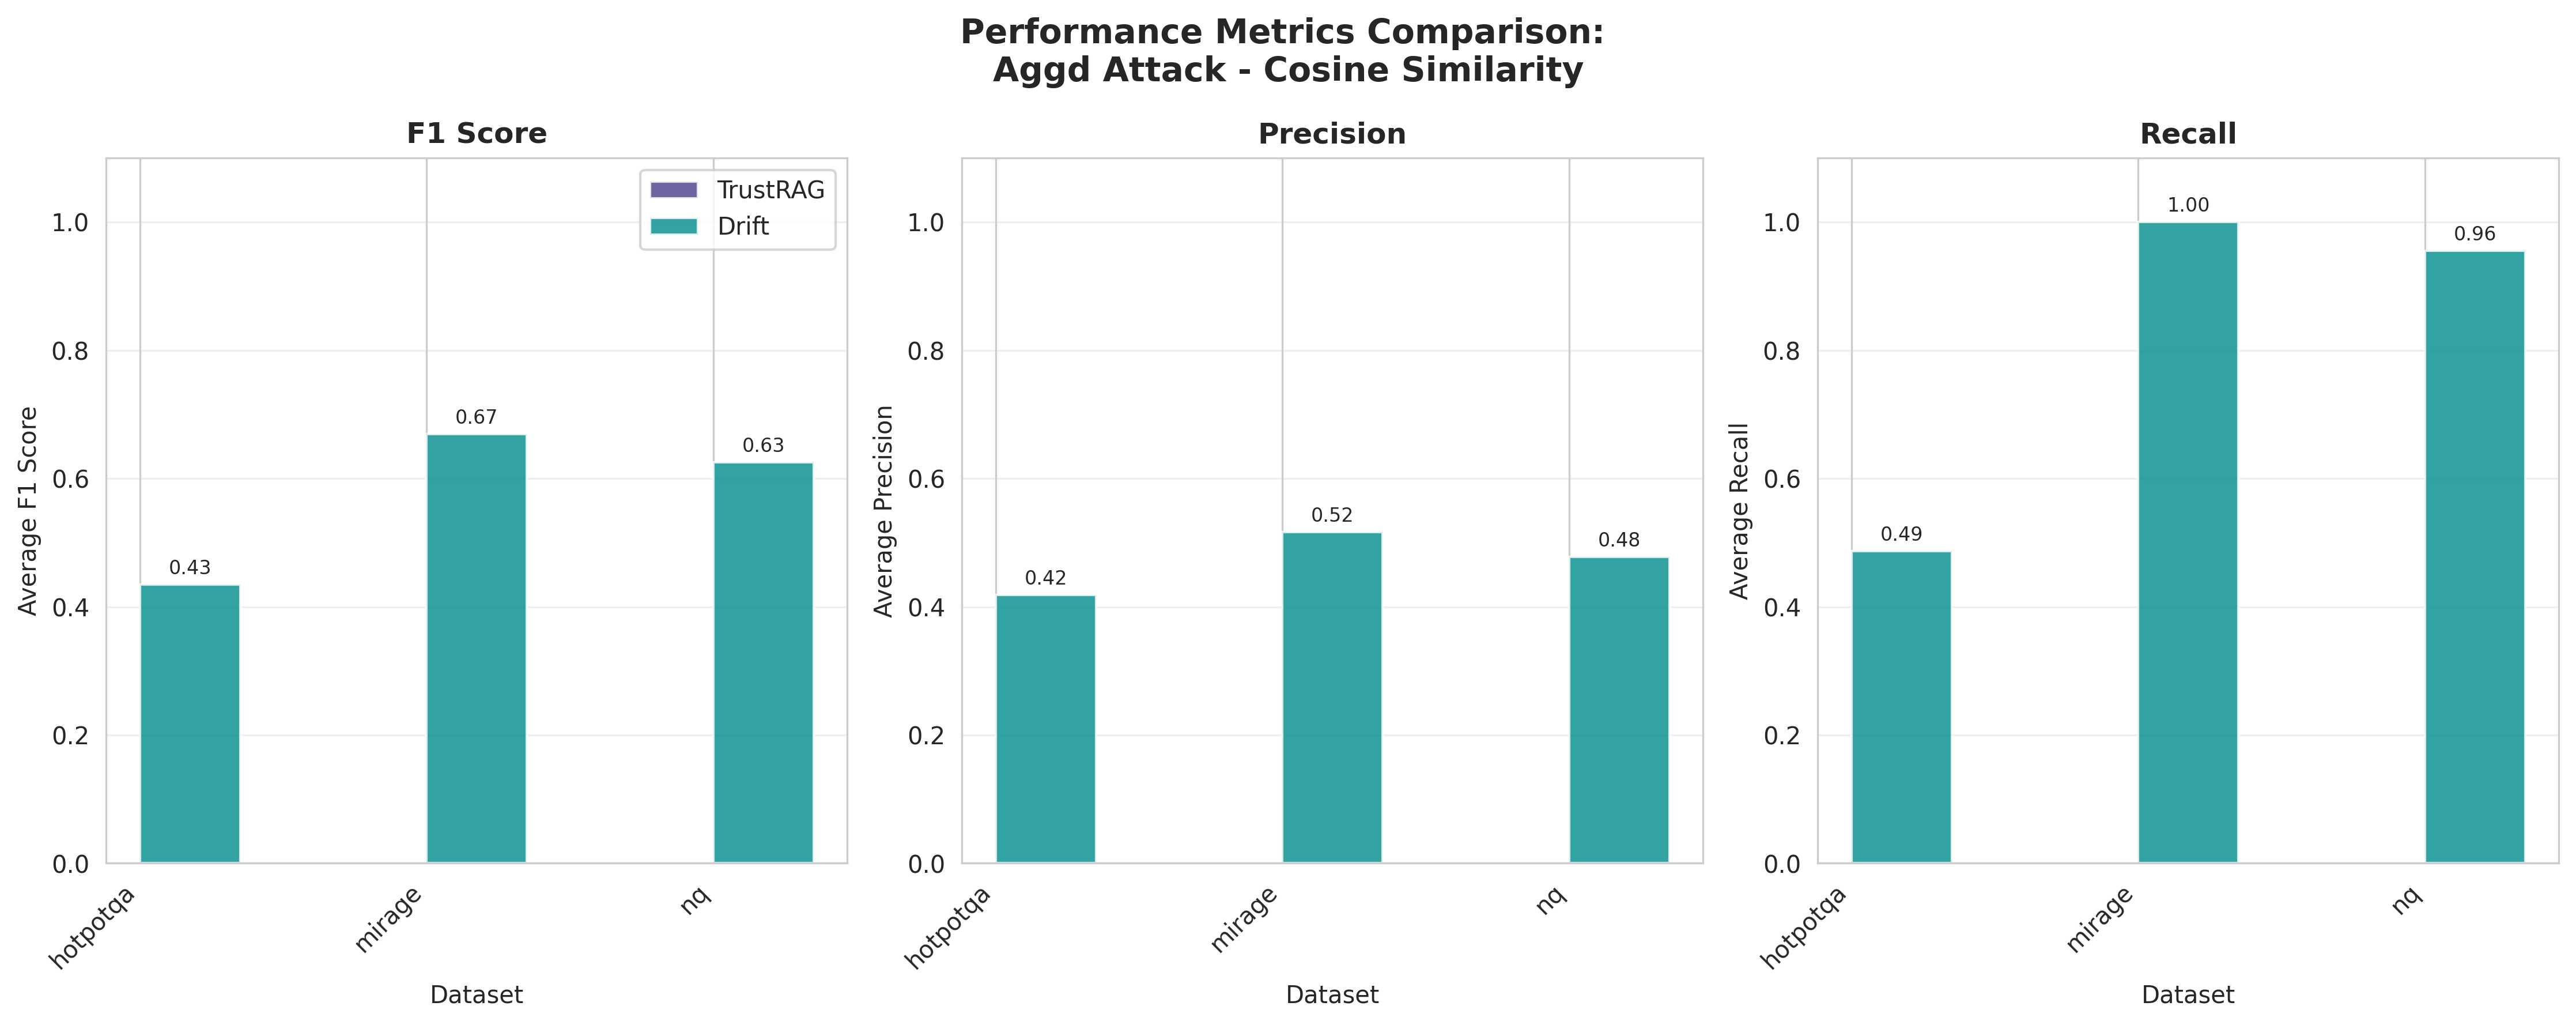 Performance Metrics Comparison:
Aggd Attack - Cosine Similarity
F1 Score
TrustRAG
Drift
1.0
0.8
0.6
0.4
0.2
0.0
Average F1 Score
0.43
0.67
0.63
hotpotqa
mirage
nq
Dataset
Precision
1.0
0.8
0.6
0.4
0.2
0.0
Average Precision
0.42
0.52
0.48
hotpotqa
mirage
nq
Dataset
Recall
1.0
0.8
0.6
0.4
0.2
0.0
Average Recall
0.49
1.00
0.96
hotpotqa
mirage
nq
Dataset